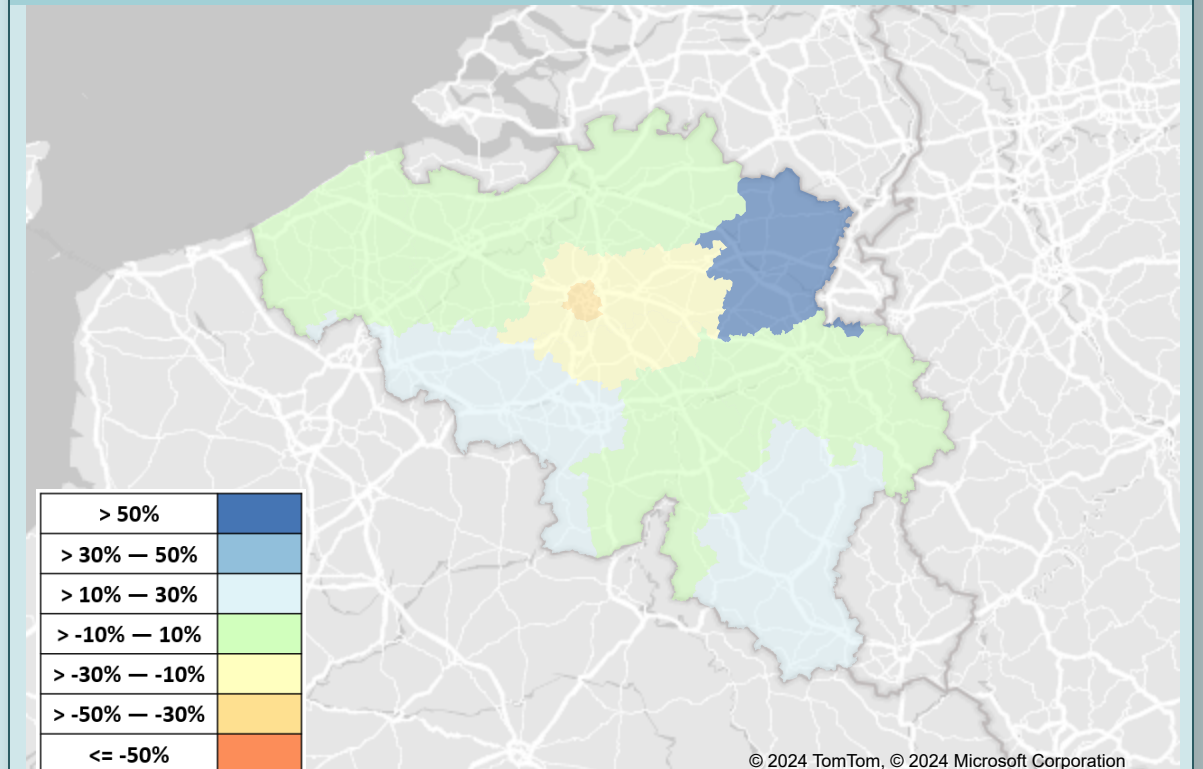 > 50%
> 30% — 50%
> 10% — 30%
> -10% — 10%
> -30% — -10%
> -50% — -30%
<= -50%
© 2024 TomTom, © 2024 Microsoft Corporation